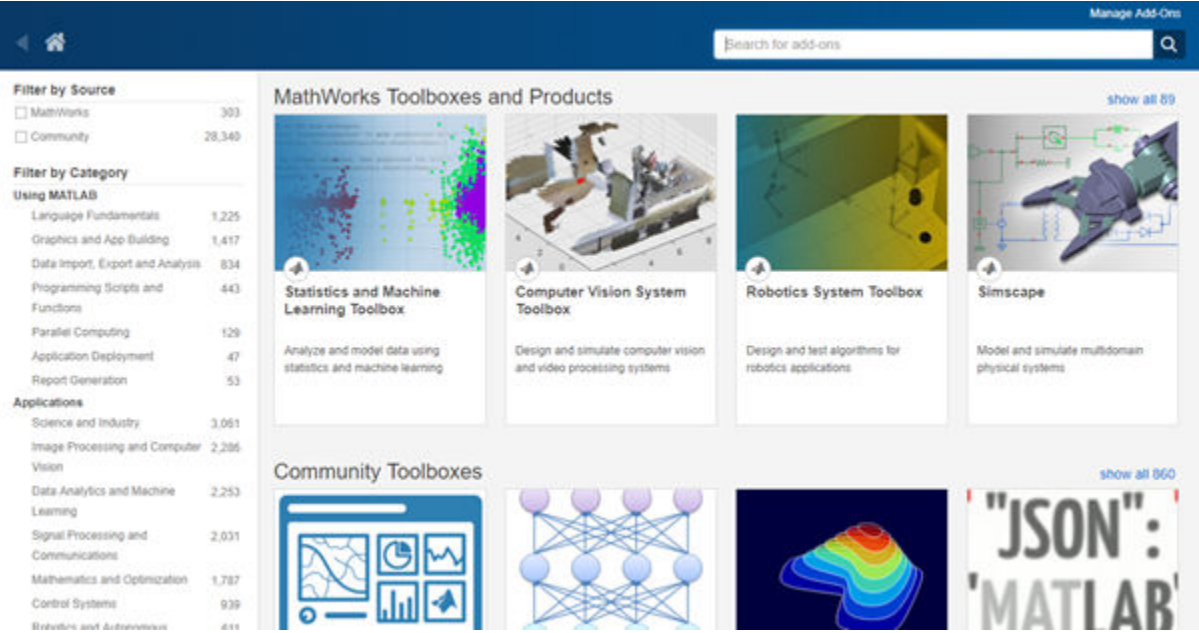 Manage Add-Ons
Search for add-ons
Filter by Source
MathWorks 303
Community 28,340
Filter by Category
Using MATLAB
Language Fundamentals 1,225
Graphics and App Building 1,417
Data Import, Export and Analysis 834
Programming Scripts and 443
Functions
Parallel Computing 129
Application Deployment 47
Report Generation 53
Applications
Science and Industry 3,061
Image Processing and Computer 2,286
Vision
Data Analytics and Machine 2,253
Learning
Signal Processing and 2,031
Communications
Mathematics and Optimization 1,787
Control Systems 939
Robotics and Autonomous 611
MathWorks Toolboxes and Products
show all 89
Statistics and Machine
Learning Toolbox
Analyze and model data using
statistics and machine learning
Computer Vision System
Toolbox
Design and simulate computer vision
and video processing systems
Robotics System Toolbox
Design and test algorithms for
robotics applications
Simscape
Model and simulate multidomain
physical systems
Community Toolboxes
show all 860
"JSON":
'MATLAB'